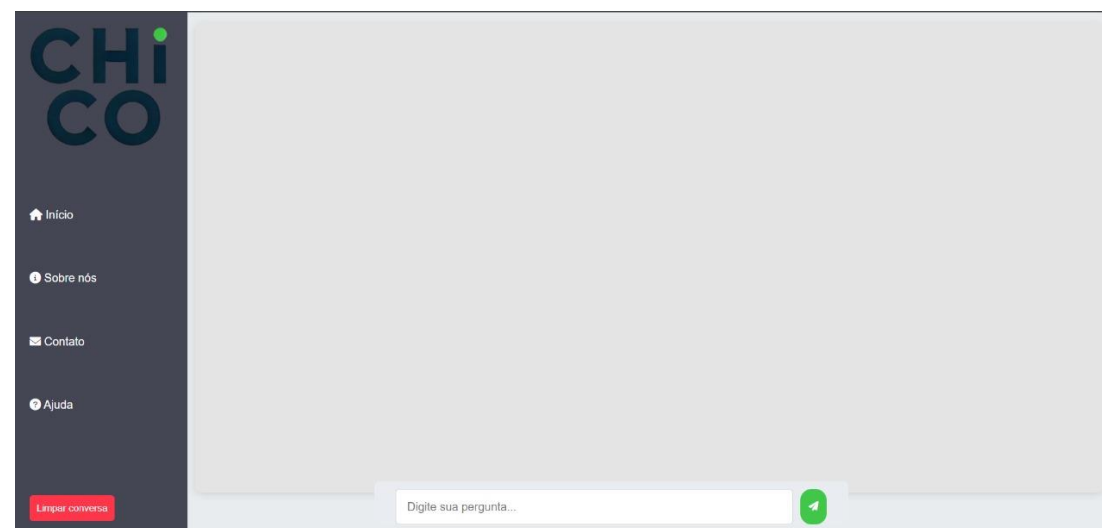 CHi
CO
Início
Sobre nós
Contato
Ajuda
Limpar conversa
Digite sua pergunta...